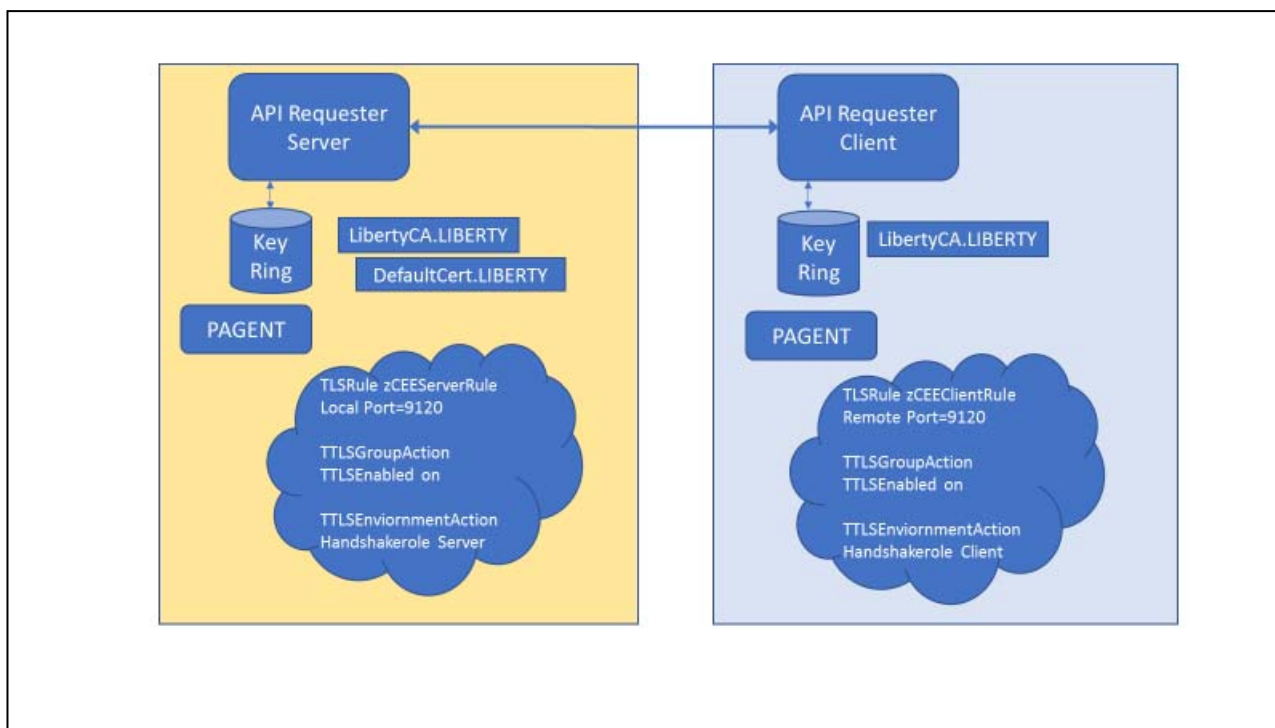 API Requester
Server
Key
Ring
LibertyCA.LIBERTY
DefaultCert.LIBERTY
PAGENT
TLSRule zCEEServerRule
Local Port=9120
TTLSGroupAction
TTLSEnabled on
TTLSEnviornmentAction
Handshakerole Server
API Requester
Client
Key
Ring
LibertyCA.LIBERTY
PAGENT
TLSRule zCEEClientRule
Remote Port=9120
TTLSGroupAction
TTLSEnabled on
TTLSEnviornmentAction
Handshakerole Client